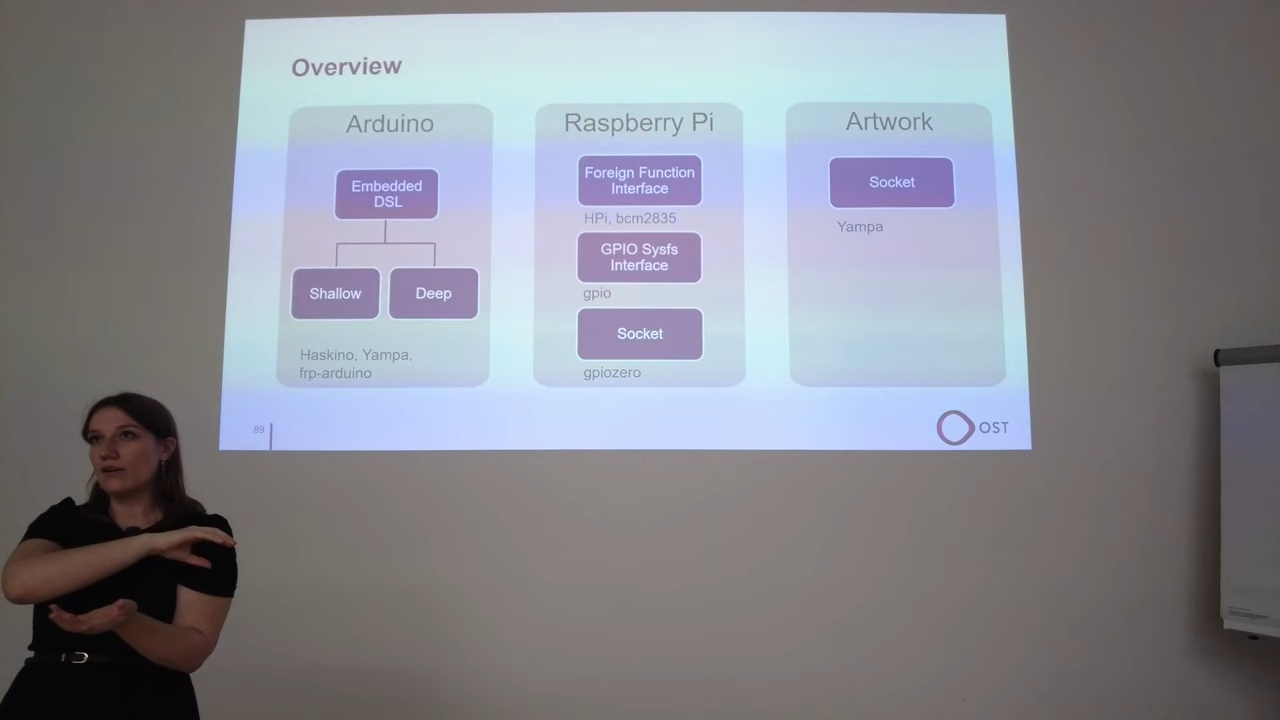 Overview
Arduino
Embedded
DSL
Shallow
Deep
Haskino, Yampa,
frp-arduino
Raspberry Pi
Foreign Function
Interface
HPi, bcm2835
GPIO Sysfs
Interface
gpio
Socket
gpiozero
Artwork
Socket
Yampa
89
OST